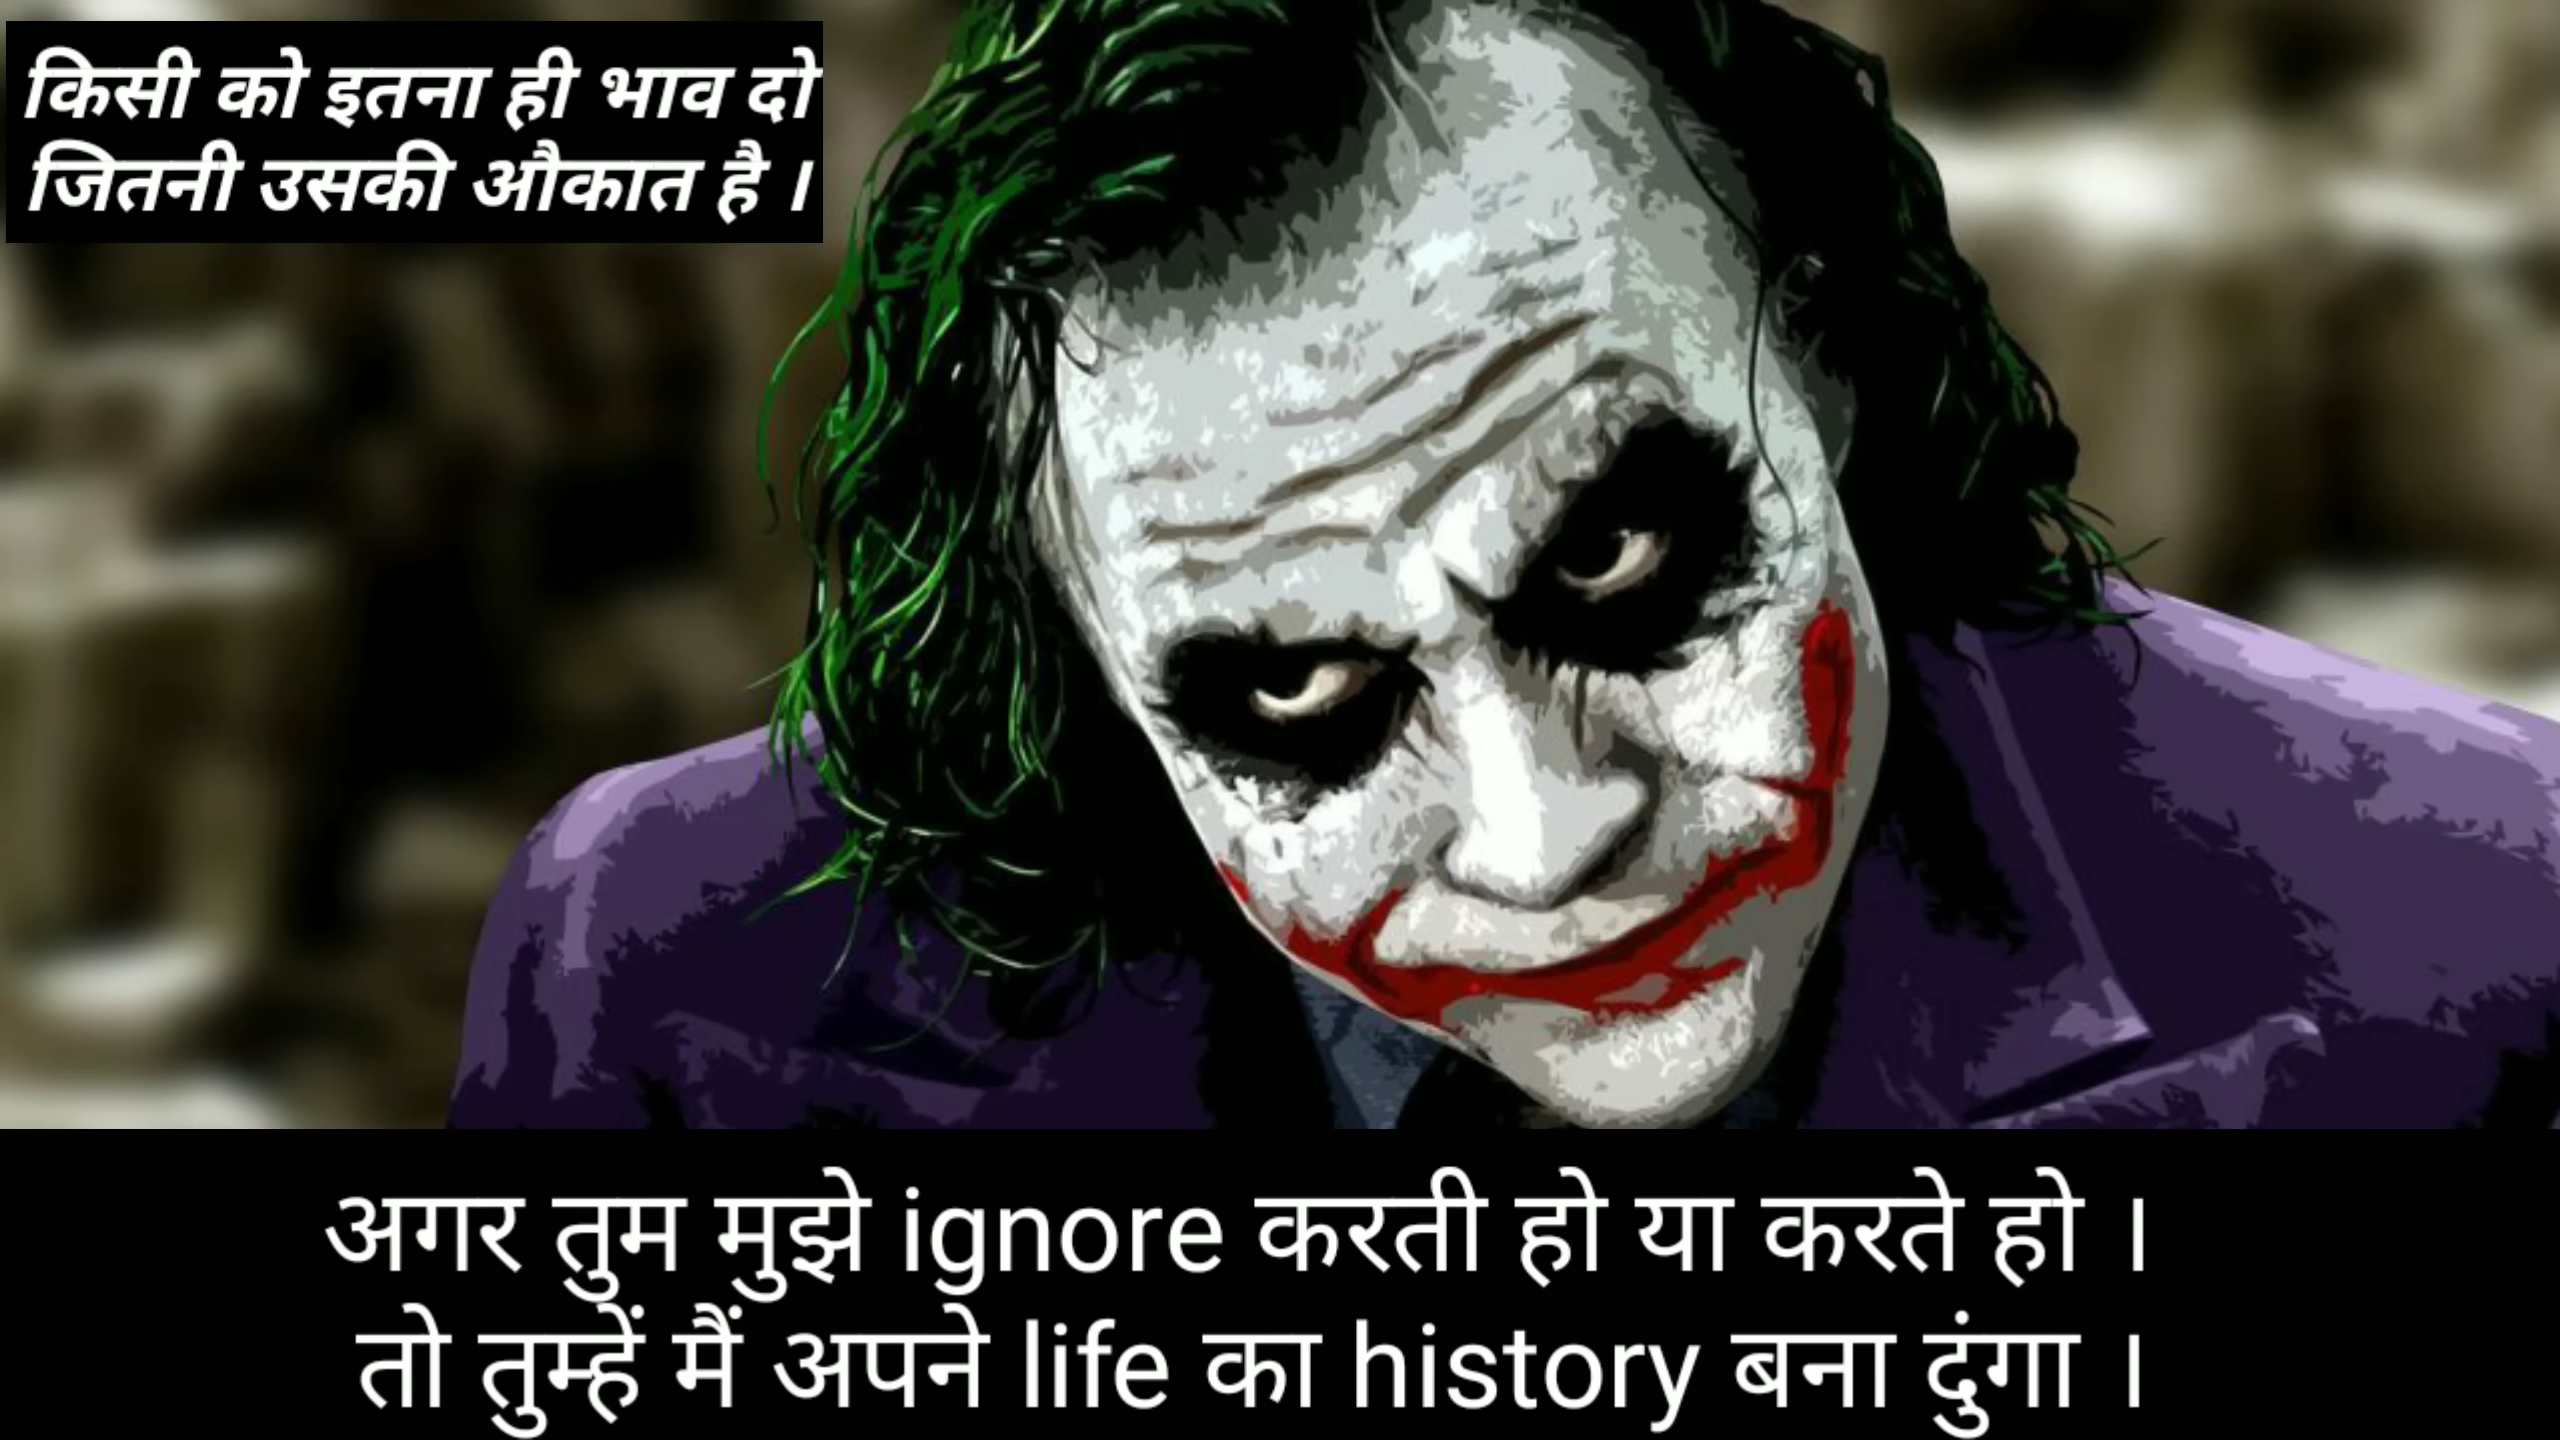 किसी को इतना ही भाव दो
जितनी उसकी औकात है ।
अगर तुम मुझे ignore करती हो या करते हो ।
तो तुम्हें मैं अपने life का history बना दुंगा ।